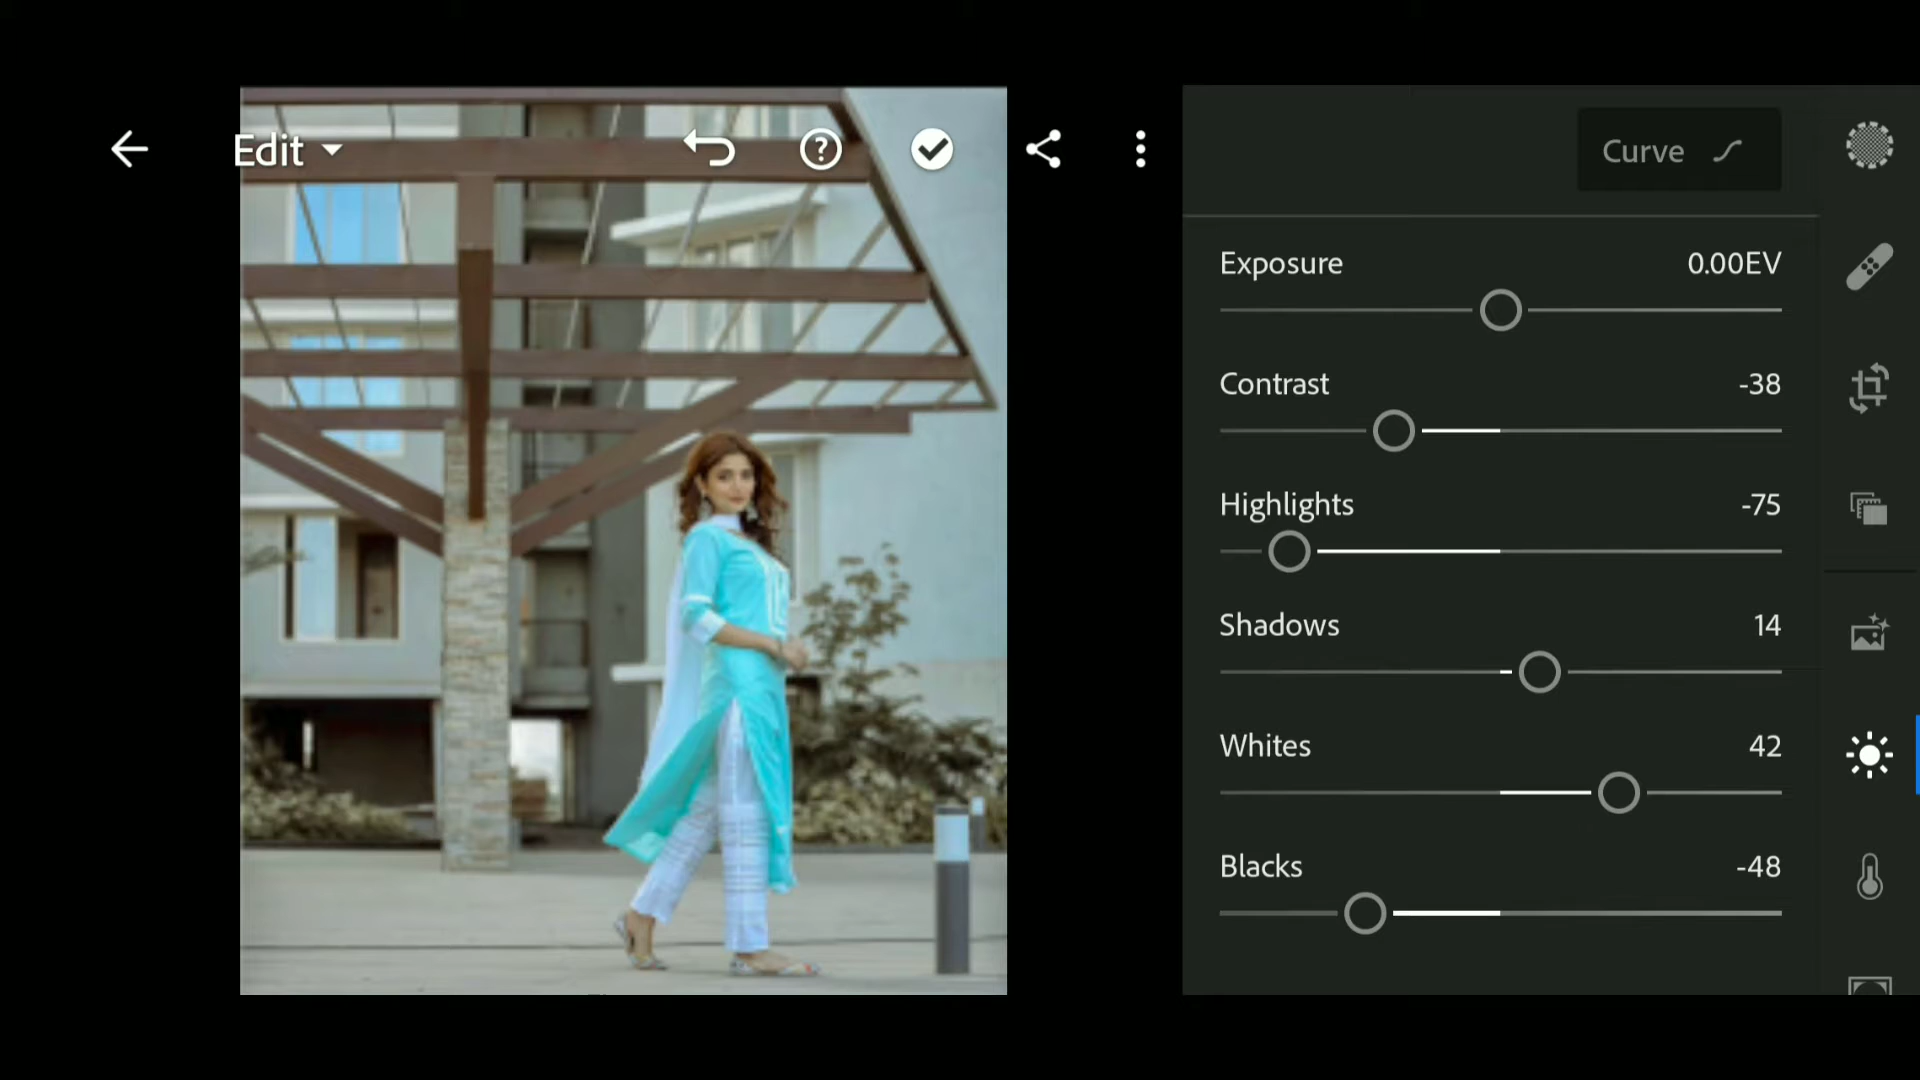 Edit
Curve
Exposure 0.00EV
Contrast -38
Highlights -75
Shadows 14
Whites 42
Blacks -48